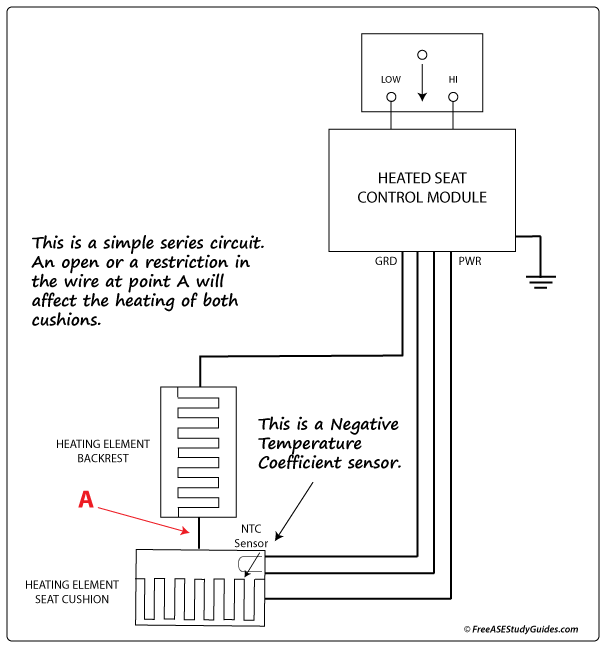 LOW
HI
HEATED SEAT
CONTROL MODULE
GRD
PWR
This is a simple series circuit.
An open or a restriction in
the wire at point A will
affect the heating of both
cushions.
HEATING ELEMENT
BACKREST
This is a Negative
Temperature
Coefficient sensor.
A
NTC
Sensor
HEATING ELEMENT
SEAT CUSHION
© FreeASEStudyGuides.com